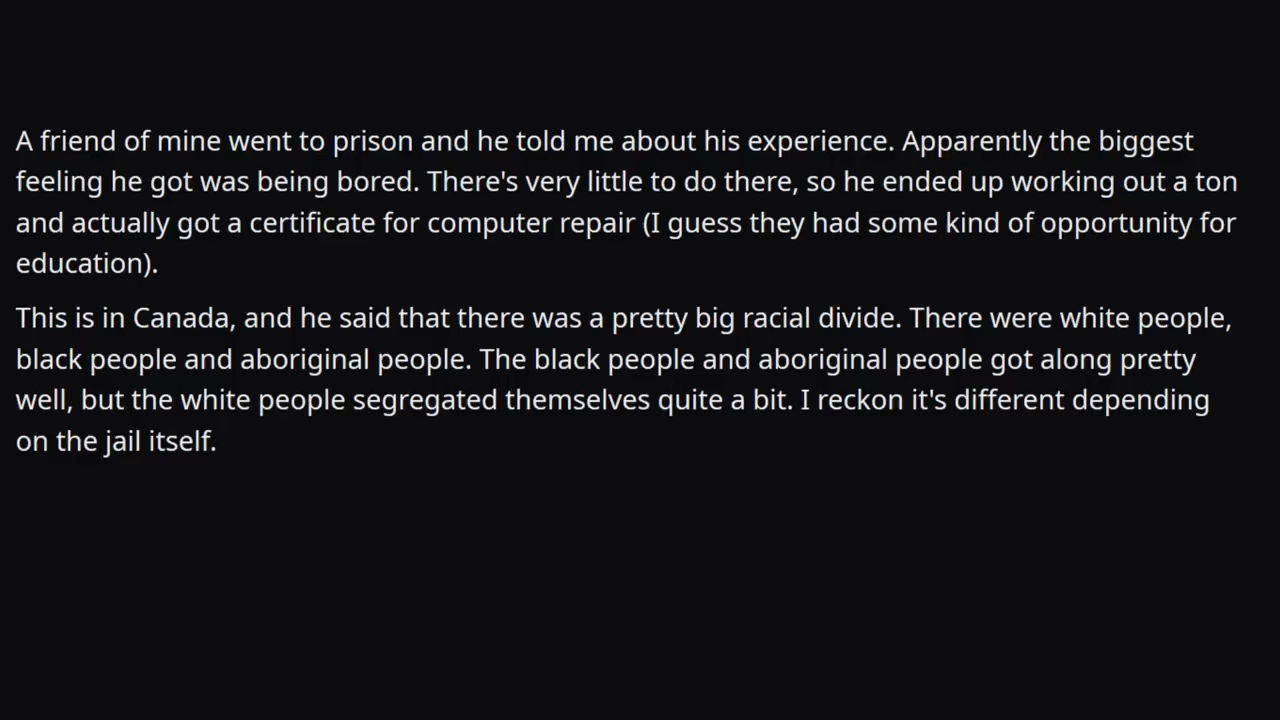 A friend of mine went to prison and he told me about his experience. Apparently the biggest
feeling he got was being bored. There's very little to do there, so he ended up working out a ton
and actually got a certificate for computer repair (I guess they had some kind of opportunity for
education).
This is in Canada, and he said that there was a pretty big racial divide. There were white people,
black people and aboriginal people. The black people and aboriginal people got along pretty
well, but the white people segregated themselves quite a bit. I reckon it's different depending
on the jail itself.